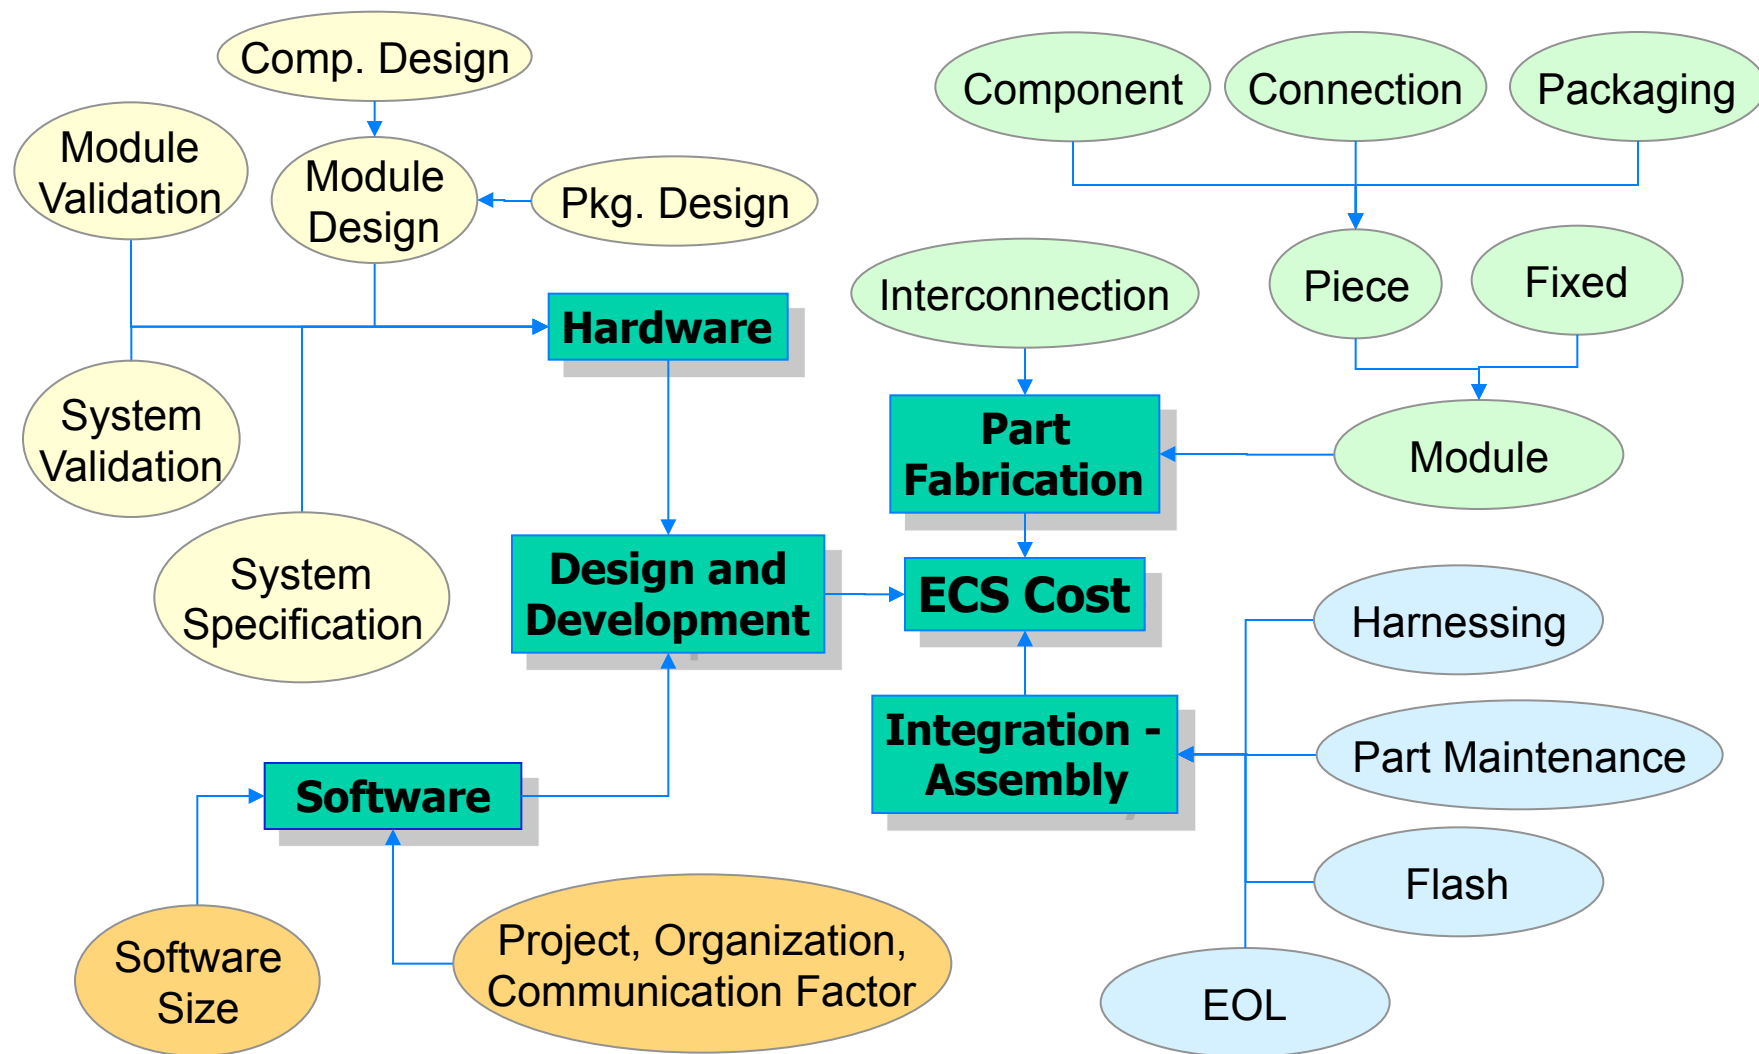 Comp. Design
Component
Connection
Packaging
Module
Validation
Module
Design
Pkg. Design
Interconnection
Piece
Fixed
Hardware
System
Validation
Part
Fabrication
Module
System
Specification
Design and
Development
ECS Cost
Harnessing
Integration -
Assembly
Part Maintenance
Software
Flash
Software
Size
Project, Organization,
Communication Factor
EOL